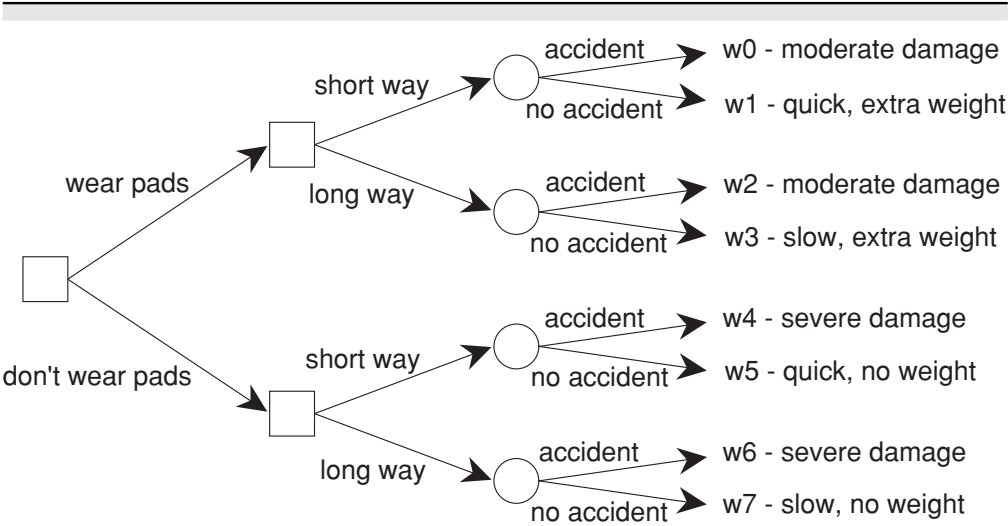 accident
w0 - moderate damage
short way
no accident
w1 - quick, extra weight
wear pads
long way
accident
w2 - moderate damage
no accident
w3 - slow, extra weight
don't wear pads
short way
accident
w4 - severe damage
no accident
w5 - quick, no weight
long way
accident
w6 - severe damage
no accident
w7 - slow, no weight